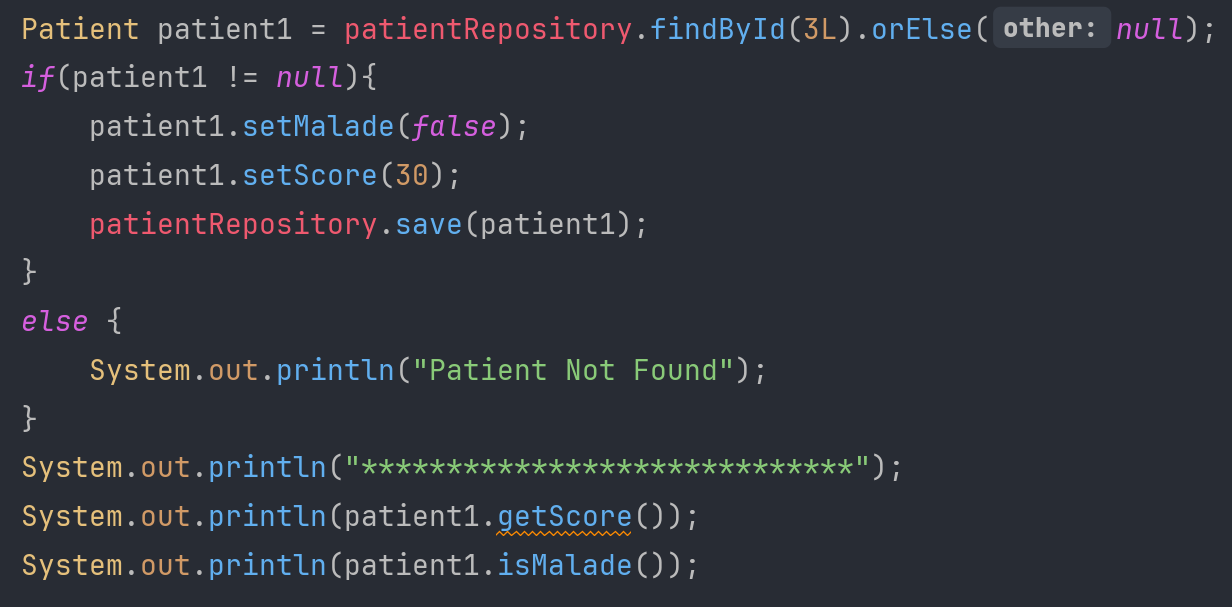 Patient patient1 = patientRepository.findById(3L).orElse( other: null);
if(patient1 != null){
    patient1.setMalade(false);
    patient1.setScore(30);
    patientRepository.save(patient1);
}
else {
    System.out.println("Patient Not Found");
}
System.out.println("*****************************");
System.out.println(patient1.getScore());
System.out.println(patient1.isMalade());